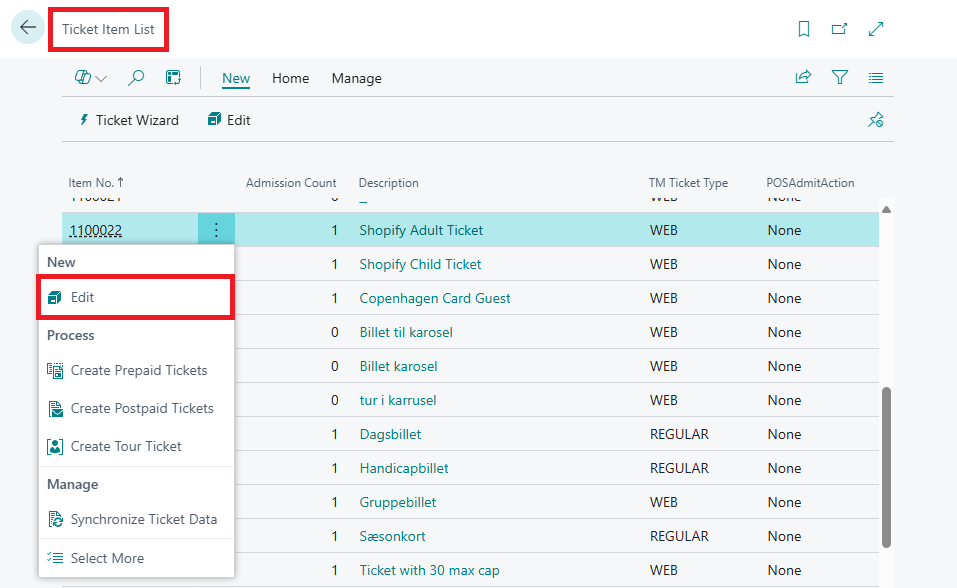 Ticket Item List
New Home Manage
Ticket Wizard Edit
Item No. ↑ Admission Count Description TM Ticket Type POSAdmitAction
1100022 1 Shopify Adult Ticket WEB None
New
1 Shopify Child Ticket WEB None
Edit
1 Copenhagen Card Guest WEB None
Process
0 Billet til karosel WEB None
Create Prepaid Tickets
0 Billet karosel WEB None
Create Postpaid Tickets
0 tur i karrusel WEB None
Create Tour Ticket
1 Dagsbillet REGULAR None
Manage
1 Handicapbillet REGULAR None
Synchronize Ticket Data
1 Gruppebillet WEB None
Select More
1 Sæsonkort REGULAR None
1 Ticket with 30 max cap WEB None